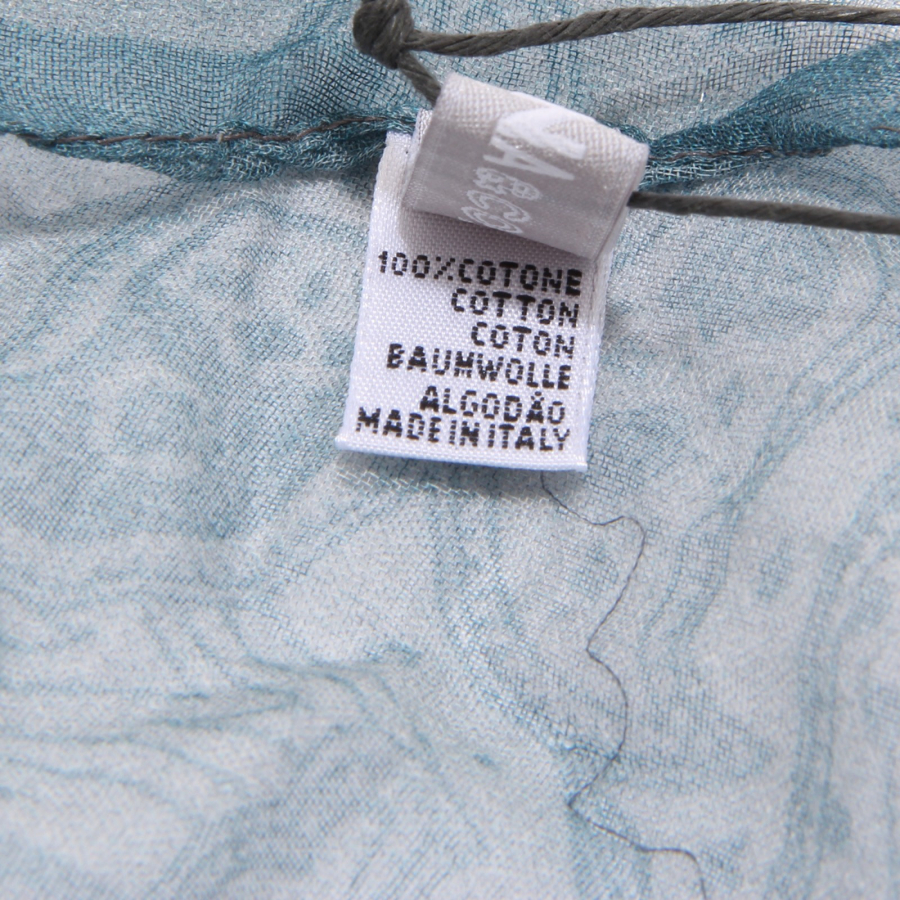 100%COTONE
COTTON
COTON
BAUMWOLLE
ALGODÃO
MADE IN ITALY